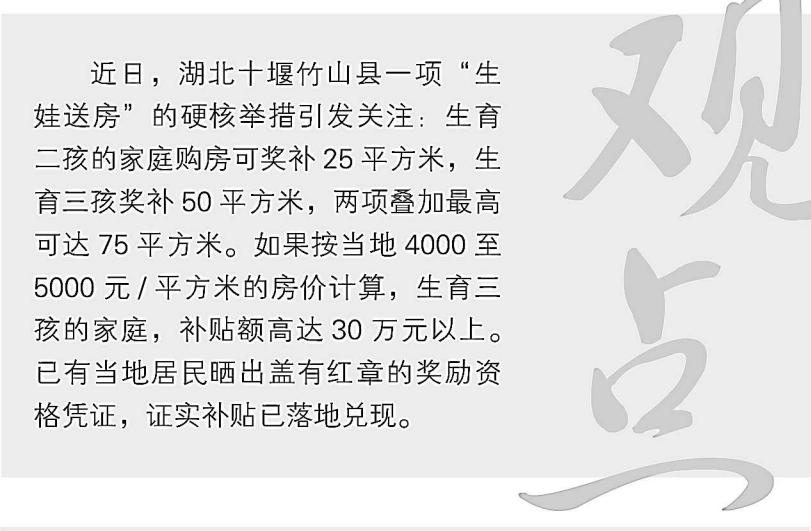 近日，湖北十堰竹山县一项“生
娃送房”的硬核举措引发关注：生育
二孩的家庭购房可奖补 25 平方米，生
育三孩奖补 50 平方米，两项叠加最高
可达 75 平方米。如果按当地 4000 至
5000 元 / 平方米的房价计算，生育三
孩的家庭，补贴额高达 30 万元以上。
已有当地居民晒出盖有红章的奖励资
格凭证，证实补贴已落地兑现。
观
点